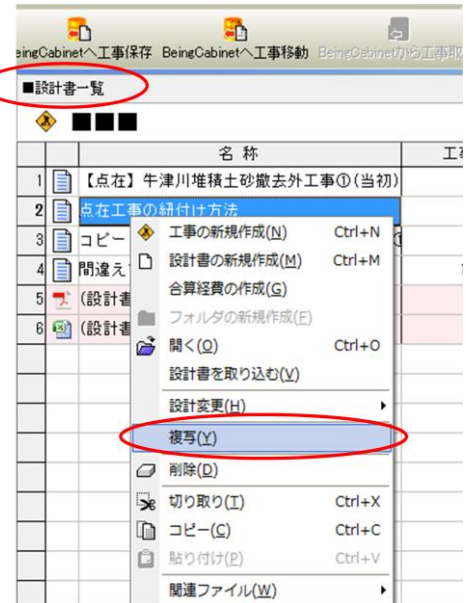 eingCabinetへ工事保存 BeingCabinetへ工事移動 BeingCabinetから工事取
■設計書一覧
■■■
名 称 工事
1 【点在】牛津川堆積土砂撤去外工事①(当初)
2 点在工事の紐付け方法
3 コピー
4 間違え
5 (設計書
6 (設計書
工事の新規作成(N) Ctrl+N
設計書の新規作成(M) Ctrl+M
合算経費の作成(G)
フォルダの新規作成(F)
開く(O) Ctrl+O
設計書を取り込む(V)
設計変更(H)
複写(Y)
削除(D)
切り取り(T) Ctrl+X
コピー(C) Ctrl+C
貼り付け(P) Ctrl+V
関連ファイル(W)